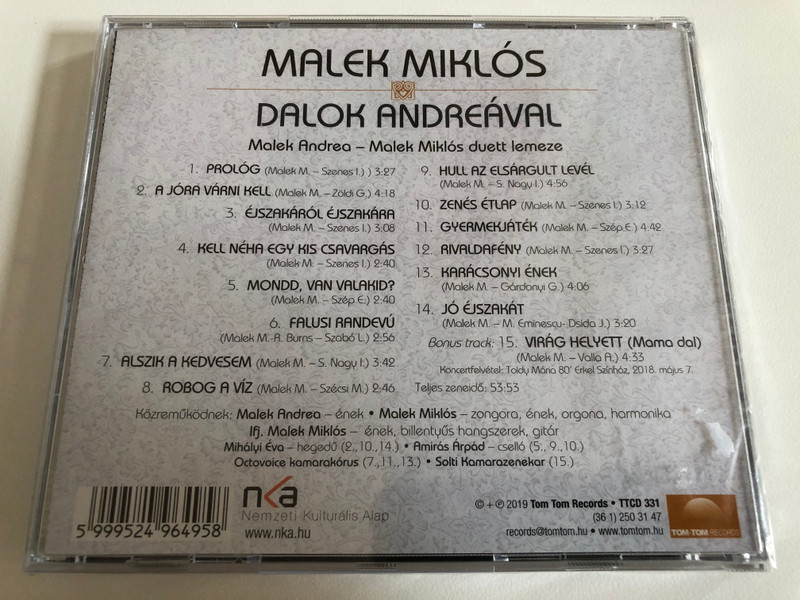 MALEK MIKLÓS
DALOK ANDREÁVAL
Malek Andrea – Malek Miklós duett lemeze
1. PROLÓG (Malek M. – Szenes I.) ) 3:27
2. A JÓRA VÁRNI KELL (Malek M. – Zöldi G.) 4:18
3. ÉJSZAKÁRÓL ÉJSZAKÁRA
(Malek M. – Szenes I.) 3:08
4. KELL NÉHA EGY KIS CSAVARGÁS
(Malek M. – Szenes I.) 2:40
5. MONDD, VAN VALAKID?
(Malek M. – Szép E.) 2:40
6. FALUSI RANDEVÚ
(Malek M.-R. Burns – Szabó L.) 2:56
7. ALSZIK A KEDVESEM (Malek M. – S. Nagy I.) 3:42
8. ROBOG A VÍZ (Malek M. – Szécsi M.) 2:46
9. HULL AZ ELSÁRGULT LEVÉL
(Malek M. – S. Nagy I.) 4:56
10. ZENÉS ÉTLAP (Malek M. – Szenes I.) 3:12
11. GYERMEKJÁTÉK (Malek M. – Szép E.) 4:42
12. RIVALDAFÉNY (Malek M. – Szenes I.) 3:27
13. KARÁCSONYI ÉNEK
(Malek M. – Gárdonyi G.) 4:06
14. JÓ ÉJSZAKÁT
(Malek M. – M. Eminescu- Dsida J.) 3:20
Bonus track: 15. VIRÁG HELYETT (Mama dal)
(Malek M. – Valla A.) 4:33
Koncertfelvétel: Toldy Mária 80' Erkel Színház, 2018. május 7.
Teljes zeneidő: 53:53
Közreműködnek: Malek Andrea – ének • Malek Miklós – zongora, ének, orgona, harmonika
Ifj. Malek Miklós – ének, billentyűs hangszerek, gitár
Mihályi Éva – hegedű (2.,10.,14.) • Amirás Árpád – cselló (5., 9.,10.)
Octovoice kamarakórus (7.,11.,13.) • Solti Kamarazenekar (15.)
5 999524 964958
nka
Nemzeti Kulturális Alap
www.nka.hu
© + ℗ 2019 Tom Tom Records • TTCD 331
(36 1) 250 31 47
records@tomtom.hu • www.tomtom.hu
TOM-TOM RECORDS